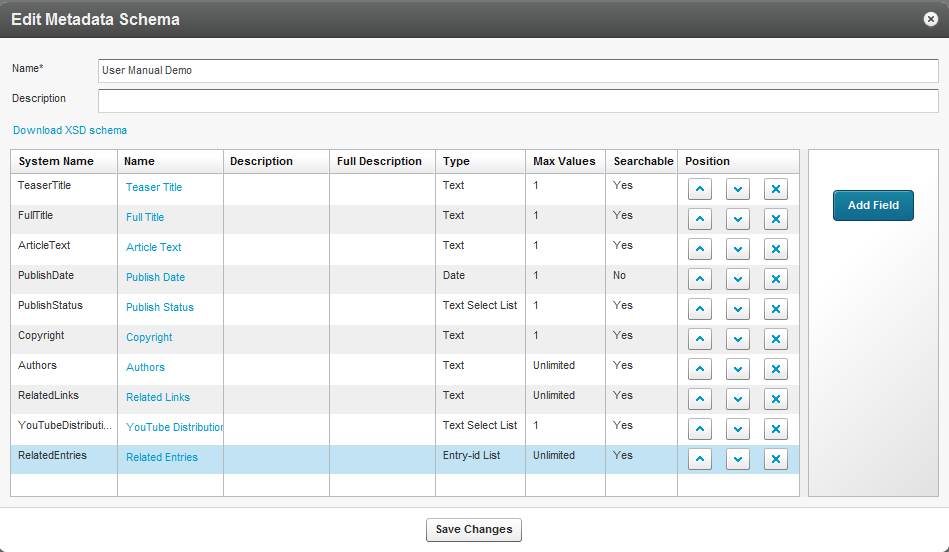 Edit Metadata Schema
Name* User Manual Demo
Description
Download XSD schema
System Name Name Description Full Description Type Max Values Searchable Position
TeaserTitle Teaser Title Text 1 Yes
Add Field
FullTitle Full Title Text 1 Yes
ArticleText Article Text Text 1 Yes
PublishDate Publish Date Date 1 No
PublishStatus Publish Status Text Select List 1 Yes
Copyright Copyright Text 1 Yes
Authors Authors Text Unlimited Yes
RelatedLinks Related Links Text Unlimited Yes
YouTubeDistributi... YouTube Distribution Text Select List 1 Yes
RelatedEntries Related Entries Entry-id List Unlimited Yes
Save Changes